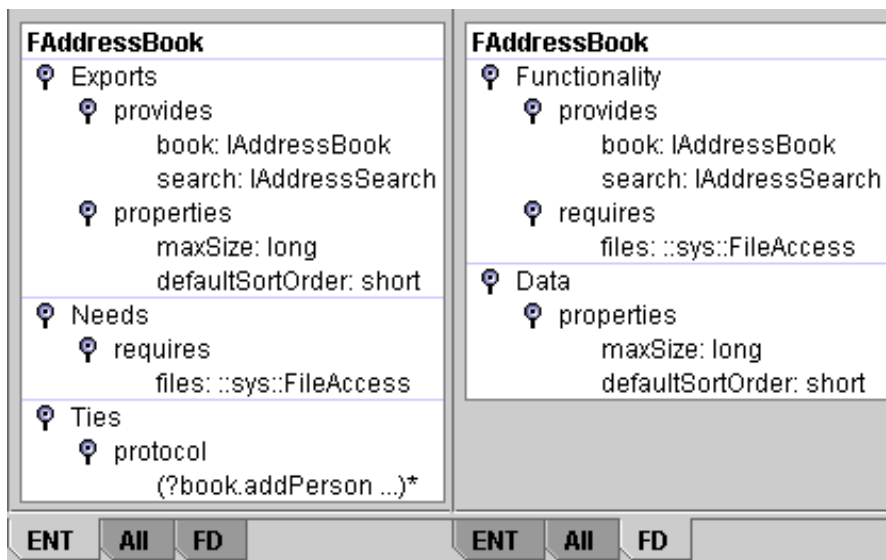 FAddressBook
Exports
provides
book: IAddressBook
search: IAddressSearch
properties
maxSize: long
defaultSortOrder: short
Needs
requires
files: ::sys::FileAccess
Ties
protocol
(?book.addPerson ...)*
ENT All FD
FAddressBook
Functionality
provides
book: IAddressBook
search: IAddressSearch
requires
files: ::sys::FileAccess
Data
properties
maxSize: long
defaultSortOrder: short
ENT All FD